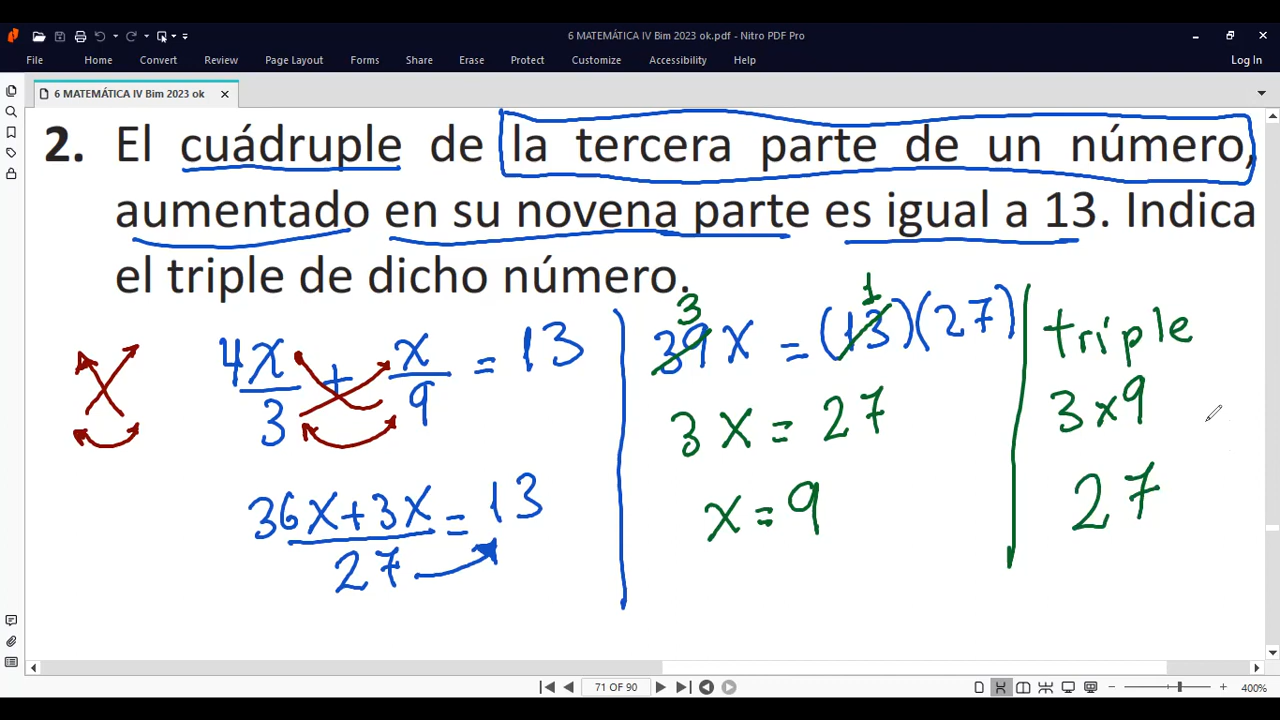 6 MATEMÁTICA IV Bim 2023 ok.pdf - Nitro PDF Pro
File Home Convert Review Page Layout Forms Share Erase Protect Customize Accessibility Help Log In
6 MATEMÁTICA IV Bim 2023 ok
2. El cuádruple de la tercera parte de un número,
aumentado en su novena parte es igual a 13. Indica
el triple de dicho número.
4x/3 + x/9 = 13
36x+3x/27 = 13
3 1
39x = (13)(27)
3x = 27
x = 9
triple
3x9
27
71 OF 90
400%